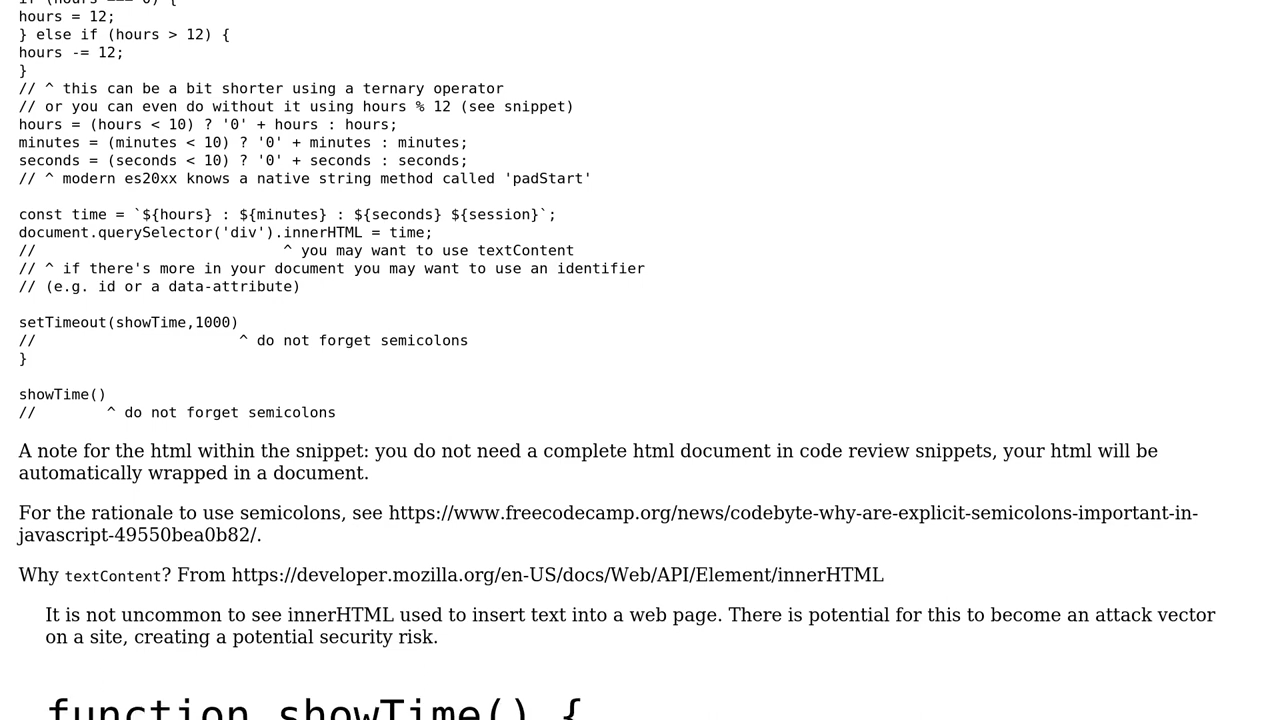 if (hours === 0) {
hours = 12;
} else if (hours > 12) {
hours -= 12;
}
// ^ this can be a bit shorter using a ternary operator
// or you can even do without it using hours % 12 (see snippet)
hours = (hours < 10) ? '0' + hours : hours;
minutes = (minutes < 10) ? '0' + minutes : minutes;
seconds = (seconds < 10) ? '0' + seconds : seconds;
// ^ modern es20xx knows a native string method called 'padStart'

const time = `${hours} : ${minutes} : ${seconds} ${session}`;
document.querySelector('div').innerHTML = time;
//                            ^ you may want to use textContent
// ^ if there's more in your document you may want to use an identifier
// (e.g. id or a data-attribute)

setTimeout(showTime,1000)
//                       ^ do not forget semicolons
}

showTime()
//        ^ do not forget semicolons
A note for the html within the snippet: you do not need a complete html document in code review snippets, your html will be
automatically wrapped in a document.
For the rationale to use semicolons, see https://www.freecodecamp.org/news/codebyte-why-are-explicit-semicolons-important-in-
javascript-49550bea0b82/.
Why textContent? From https://developer.mozilla.org/en-US/docs/Web/API/Element/innerHTML
It is not uncommon to see innerHTML used to insert text into a web page. There is potential for this to become an attack vector
on a site, creating a potential security risk.
function showTime() {